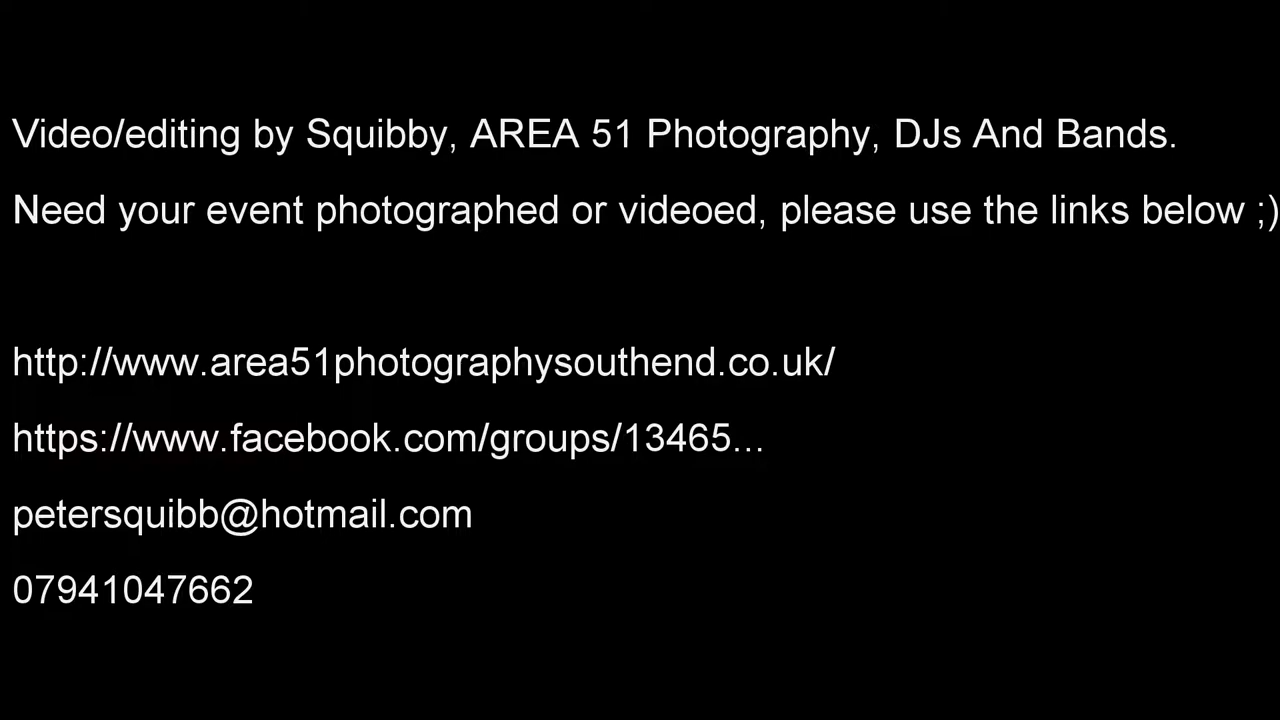 Video/editing by Squibby, AREA 51 Photography, DJs And Bands.
Need your event photographed or videoed, please use the links below ;)
http://www.area51photographysouthend.co.uk/
https://www.facebook.com/groups/13465...
petersquibb@hotmail.com
07941047662